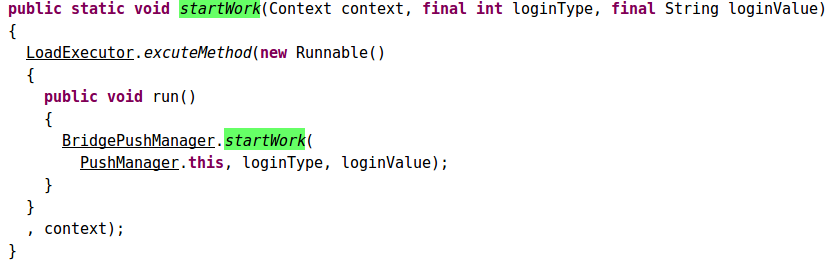 public static void startWork(Context context, final int loginType, final String loginValue)
{
  LoadExecutor.excuteMethod(new Runnable()
  {
    public void run()
    {
      BridgePushManager.startWork(
        PushManager.this, loginType, loginValue);
    }
  }
  , context);
}